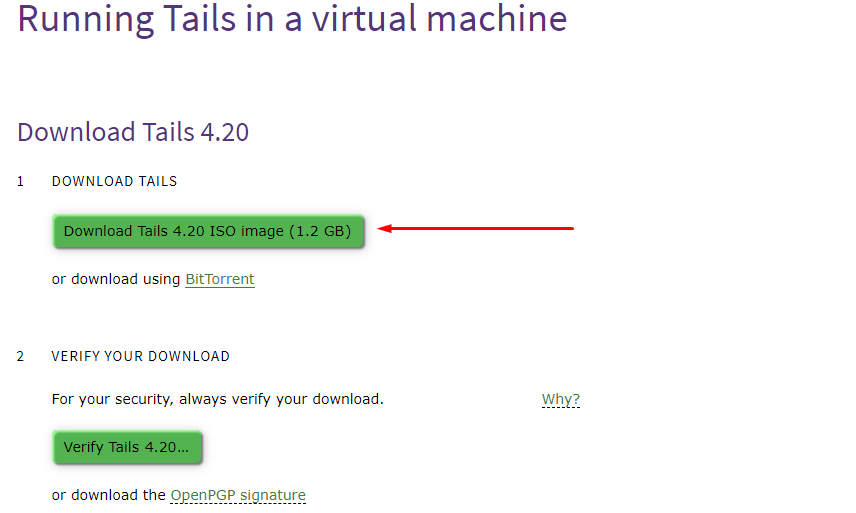 Running Tails in a virtual machine
Download Tails 4.20
1 DOWNLOAD TAILS
Download Tails 4.20 ISO image (1.2 GB)
or download using BitTorrent
2 VERIFY YOUR DOWNLOAD
For your security, always verify your download. Why?
Verify Tails 4.20...
or download the OpenPGP signature